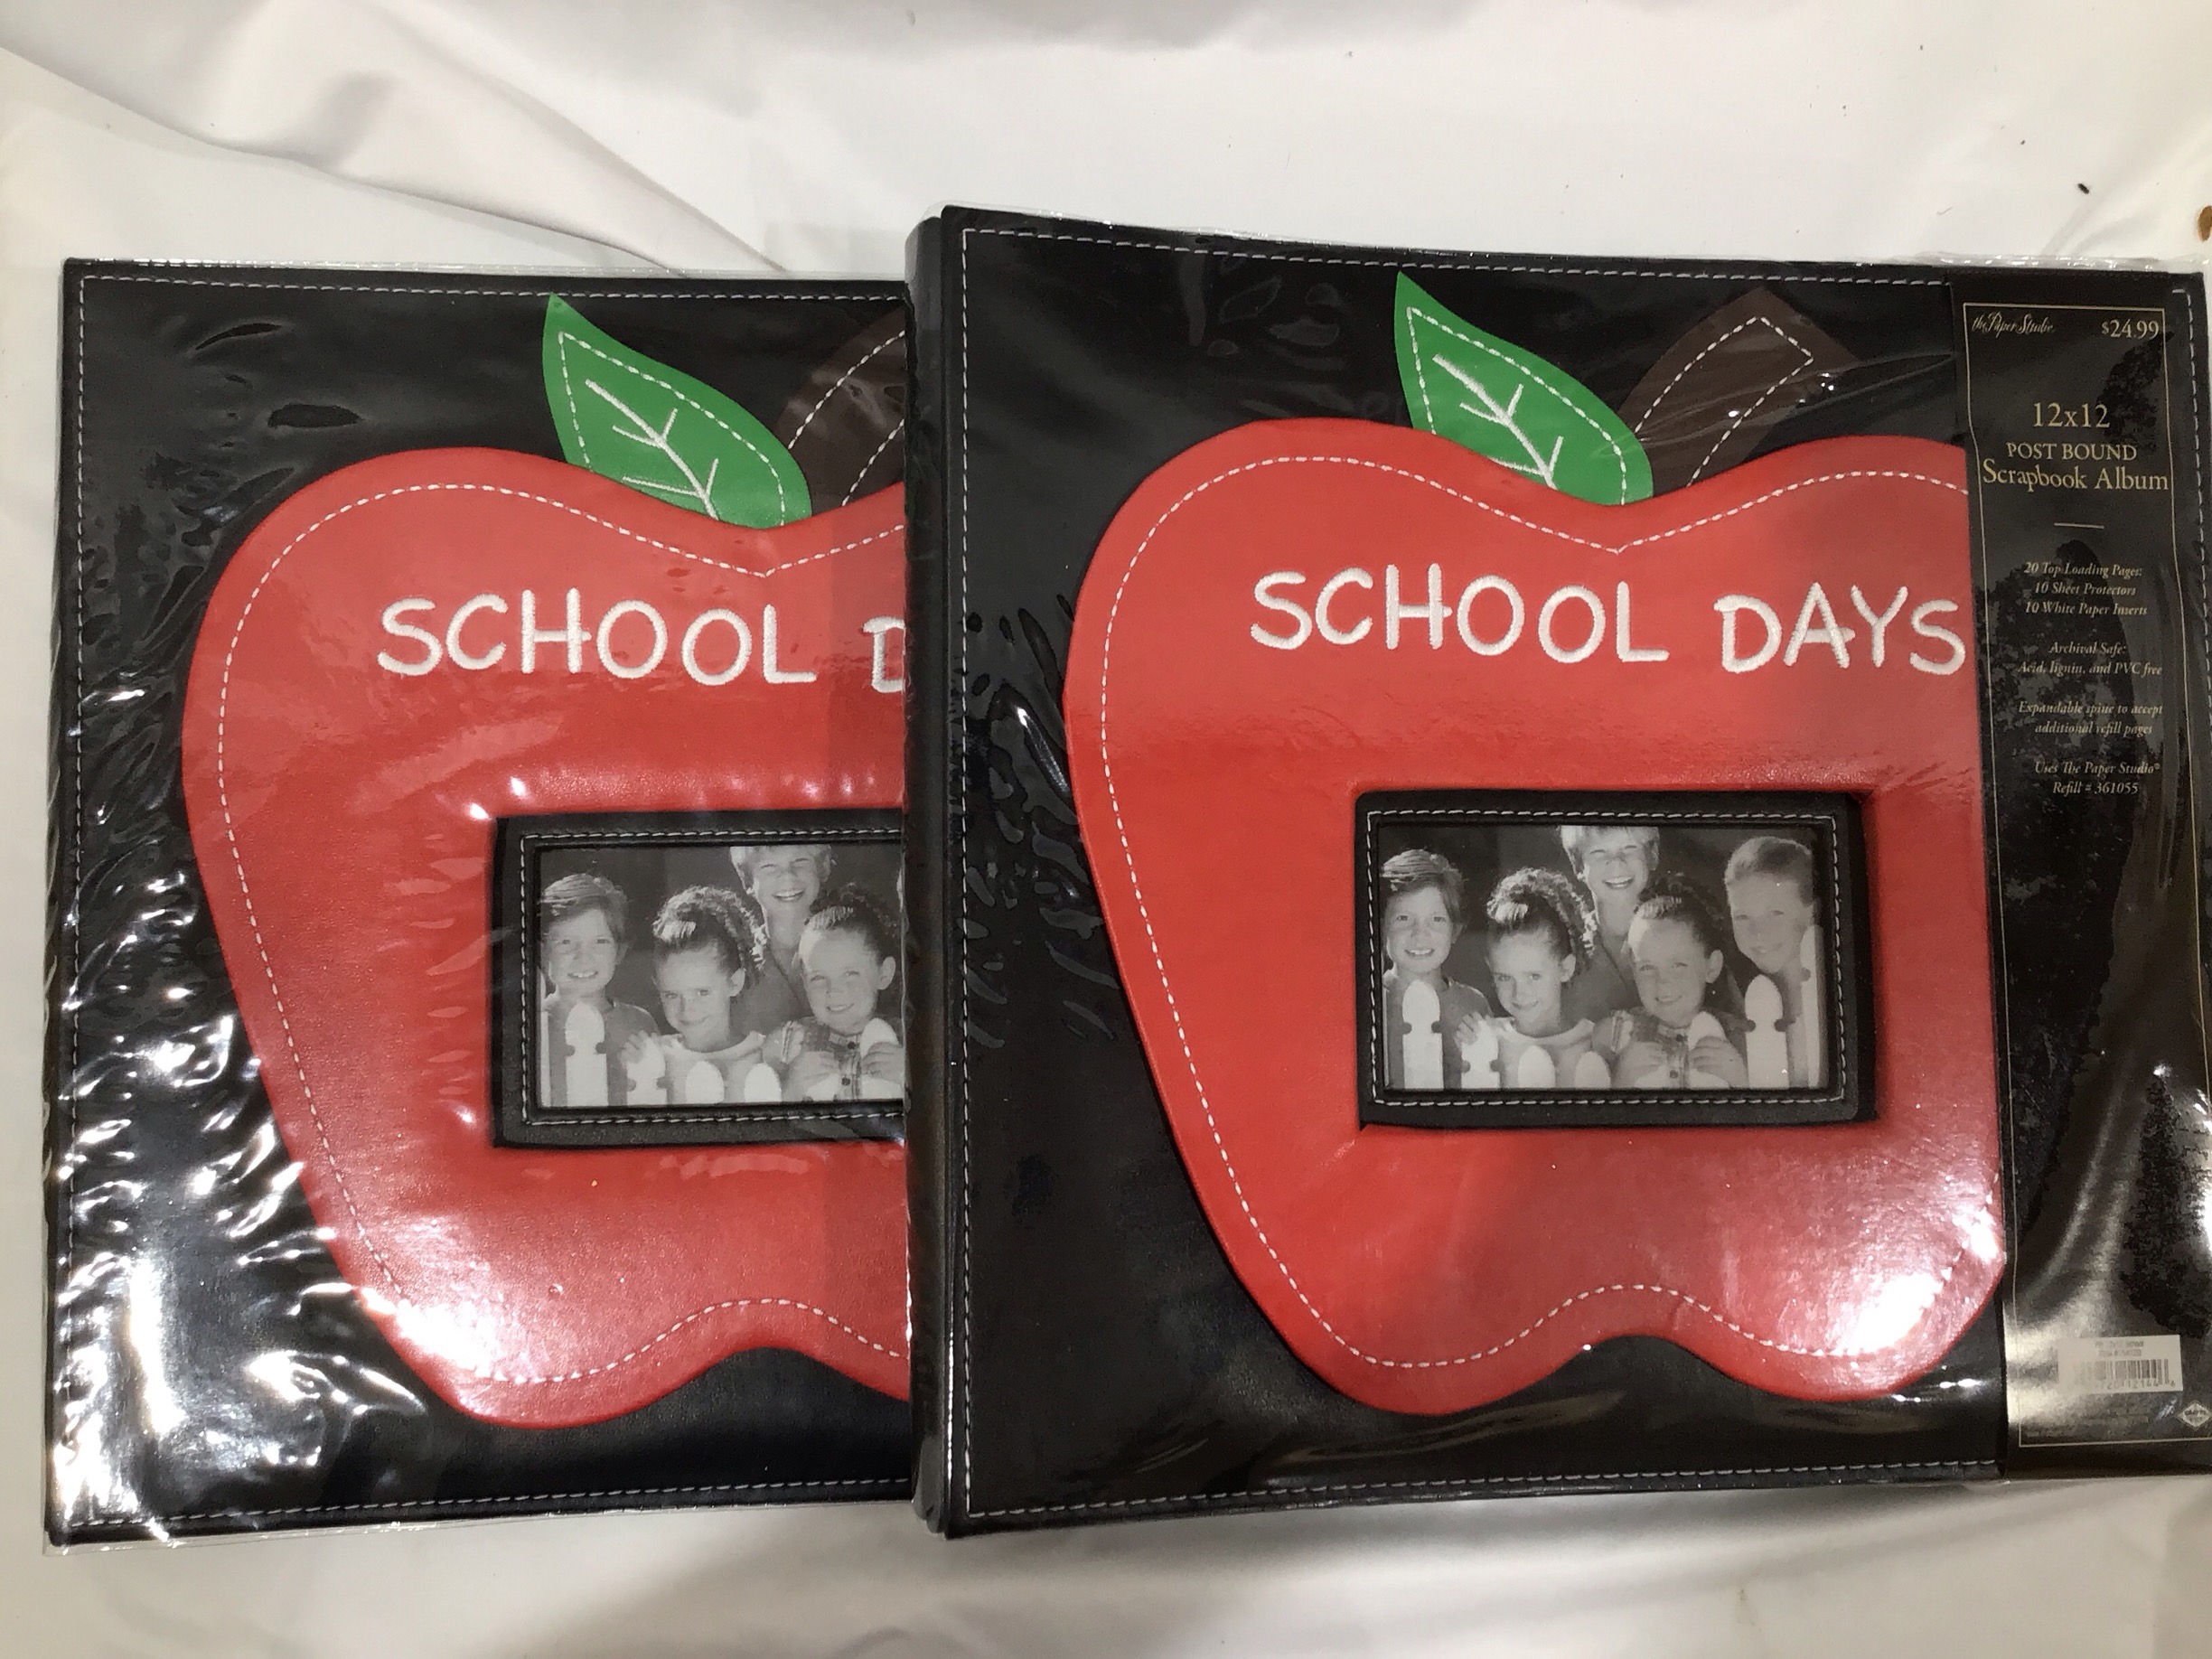 SCHOOL D
SCHOOL DAYS
the Paper Studio
$24.99
12x12
POST BOUND
Scrapbook Album
20 Top Loading Pages:
10 Sheet Protectors
10 White Paper Inserts
Archival Safe:
Acid, lignin, and PVC free
Expandable spine to accept
additional refill pages
Uses The Paper Studio®
Refill # 361055